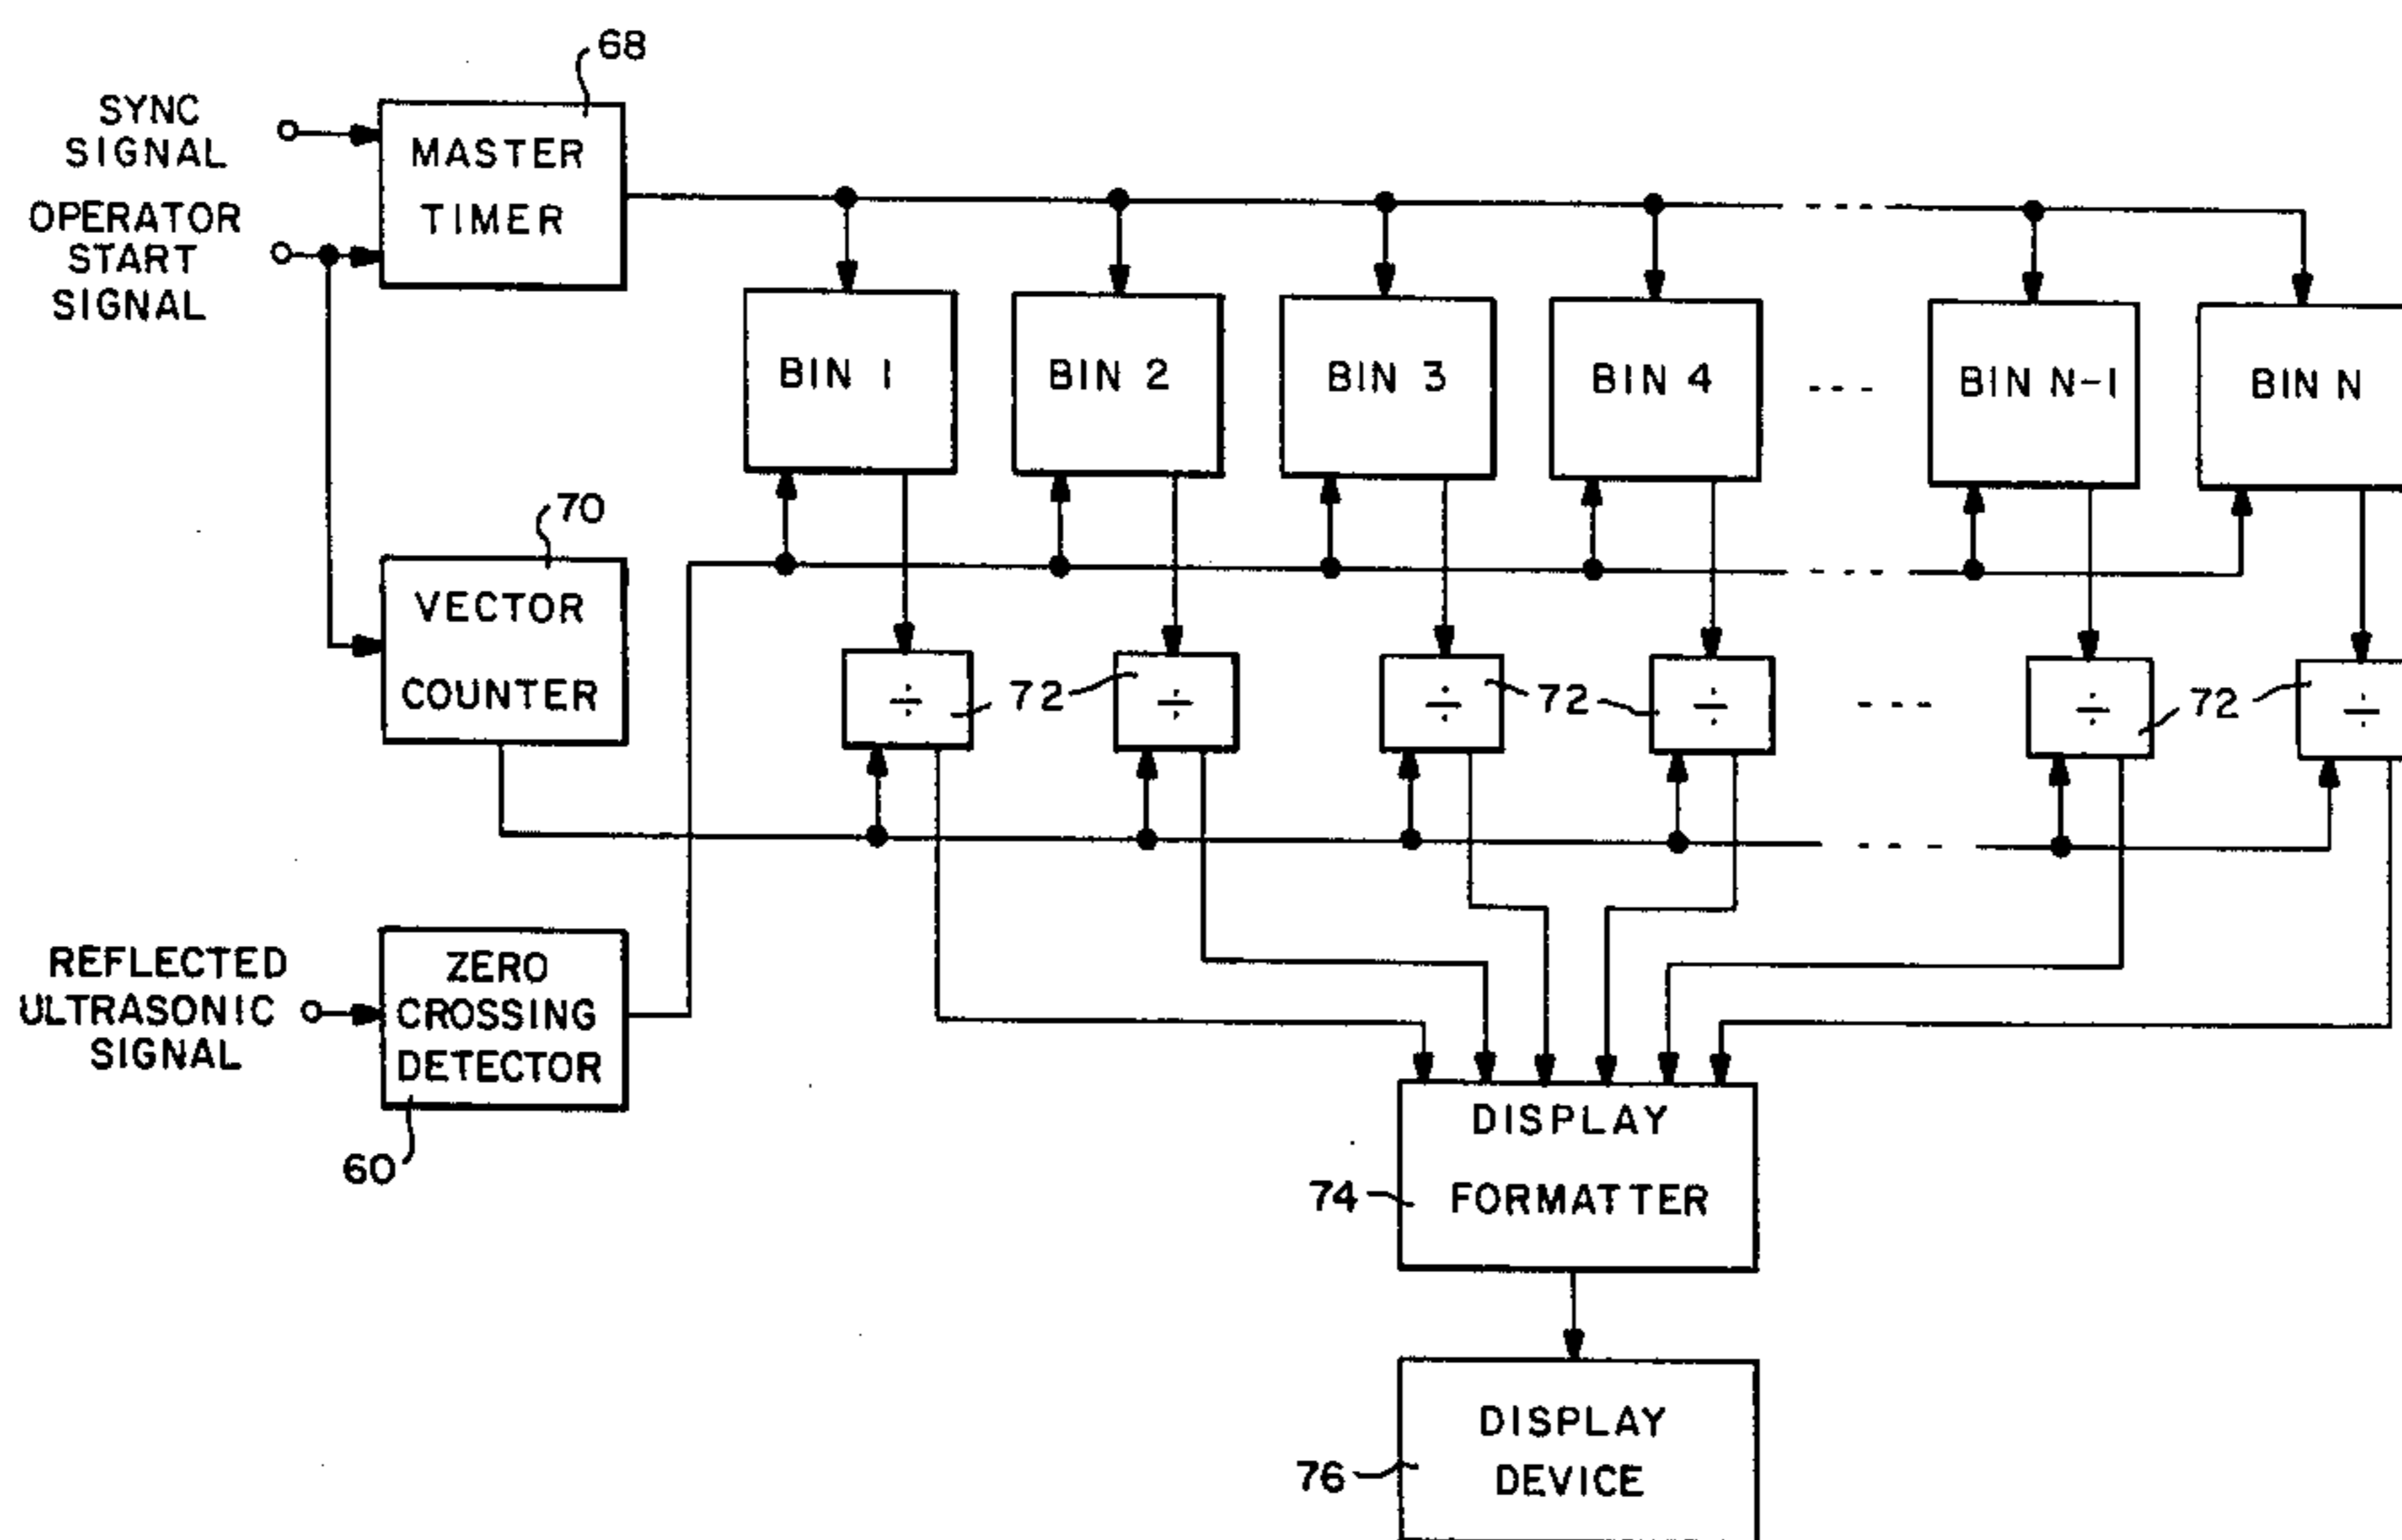 68
SYNC
SIGNAL
MASTER
TIMER
OPERATOR
START
SIGNAL
BIN 1
BIN 2
BIN 3
BIN 4
---
BIN N-1
BIN N
70
VECTOR
COUNTER
÷
72
÷
÷
72
÷
---
÷
72
÷
REFLECTED
ULTRASONIC
SIGNAL
ZERO
CROSSING
DETECTOR
60
DISPLAY
FORMATTER
74
DISPLAY
DEVICE
76